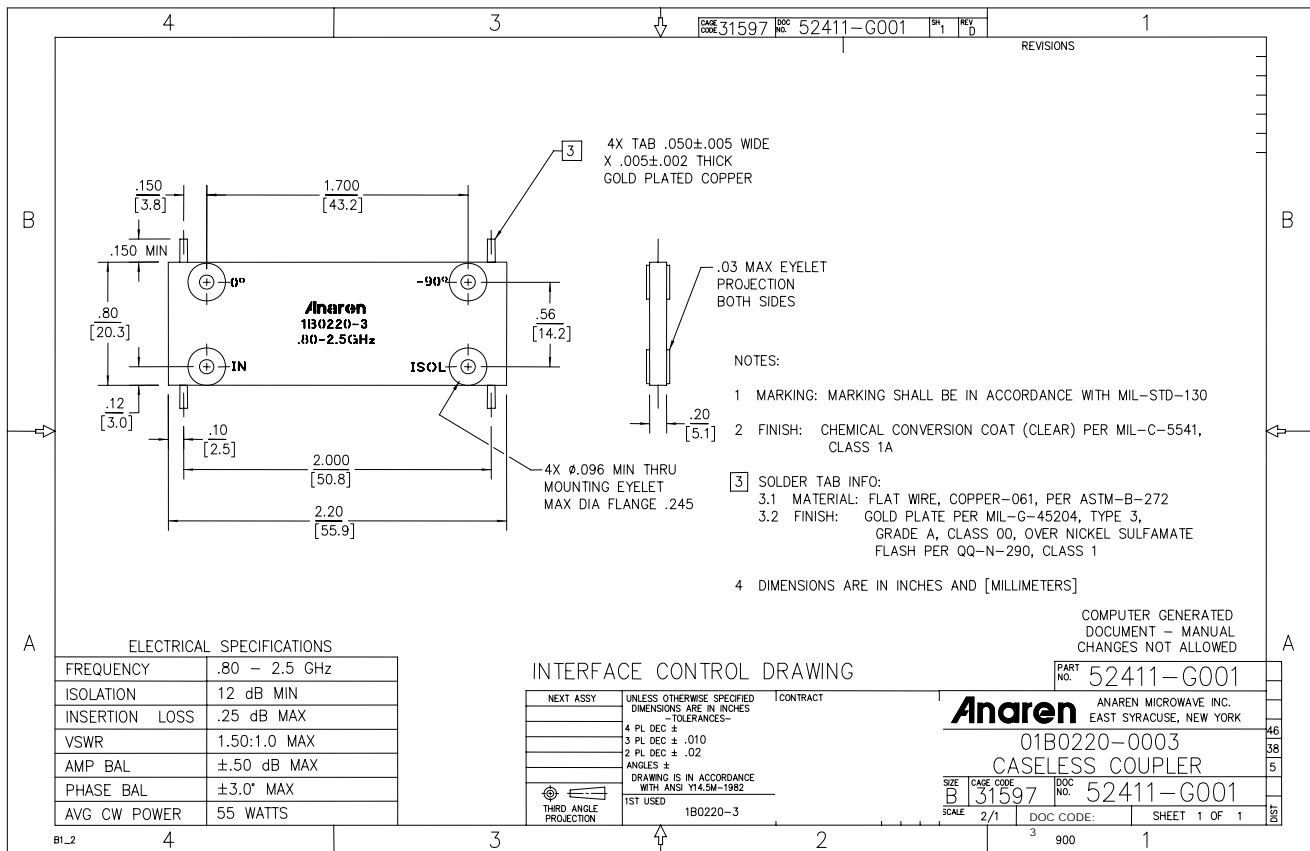 4
3
CAGE CODE 31597 DOC NO. 52411-G001 SH 1 REV D
1
REVISIONS
B
B
3
4X TAB .050±.005 WIDE
X .005±.002 THICK
GOLD PLATED COPPER
.150
[3.8]
1.700
[43.2]
.150 MIN
.80
[20.3]
0°
-90°
Anaren
1B0220-3
.80-2.5GHz
IN
ISOL
.56
[14.2]
.12
[3.0]
.10
[2.5]
2.000
[50.8]
2.20
[55.9]
4X ø.096 MIN THRU
MOUNTING EYELET
MAX DIA FLANGE .245
.03 MAX EYELET
PROJECTION
BOTH SIDES
.20
[5.1]
NOTES:
1 MARKING: MARKING SHALL BE IN ACCORDANCE WITH MIL-STD-130
2 FINISH: CHEMICAL CONVERSION COAT (CLEAR) PER MIL-C-5541,
CLASS 1A
3 SOLDER TAB INFO:
3.1 MATERIAL: FLAT WIRE, COPPER-061, PER ASTM-B-272
3.2 FINISH: GOLD PLATE PER MIL-G-45204, TYPE 3,
GRADE A, CLASS 00, OVER NICKEL SULFAMATE
FLASH PER QQ-N-290, CLASS 1
4 DIMENSIONS ARE IN INCHES AND [MILLIMETERS]
COMPUTER GENERATED
DOCUMENT - MANUAL
CHANGES NOT ALLOWED
A
A
ELECTRICAL SPECIFICATIONS
FREQUENCY .80 - 2.5 GHz
ISOLATION 12 dB MIN
INSERTION LOSS .25 dB MAX
VSWR 1.50:1.0 MAX
AMP BAL ±.50 dB MAX
PHASE BAL ±3.0° MAX
AVG CW POWER 55 WATTS
INTERFACE CONTROL DRAWING
NEXT ASSY
UNLESS OTHERWISE SPECIFIED
DIMENSIONS ARE IN INCHES
-TOLERANCES-
4 PL DEC ±
3 PL DEC ± .010
2 PL DEC ± .02
ANGLES ±
DRAWING IS IN ACCORDANCE
WITH ANSI Y14.5M-1982
1ST USED
1B0220-3
THIRD ANGLE
PROJECTION
CONTRACT
PART NO. 52411-G001
Anaren
ANAREN MICROWAVE INC.
EAST SYRACUSE, NEW YORK
01B0220-0003
CASELESS COUPLER
SIZE B CAGE CODE 31597 DOC NO. 52411-G001
SCALE 2/1 DOC CODE: 3 SHEET 1 OF 1
46
38
5
DIST
B1_2
4
3
2
900
1